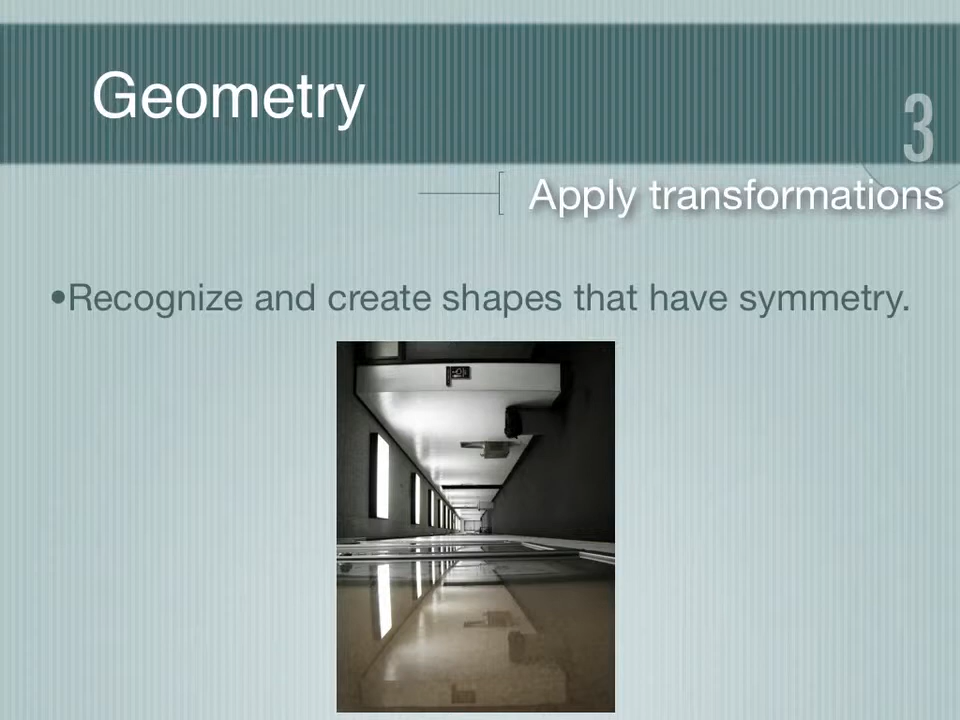 Geometry
3
Apply transformations
•Recognize and create shapes that have symmetry.